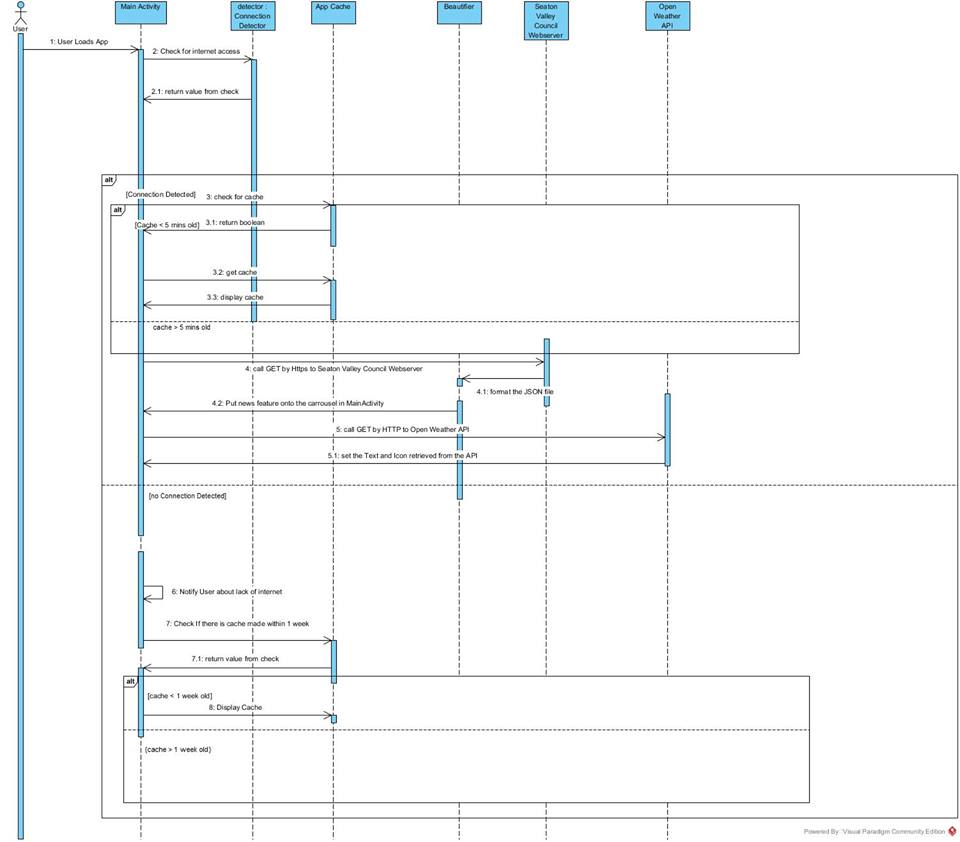 User
Main Activity
detector :
Connection
Detector
App Cache
Beautifier
Seaton
Valley
Council
Webserver
Open
Weather
API
1: User Loads App
2: Check for internet access
2.1: return value from check
alt
[Connection Detected]
3: check for cache
alt
[Cache < 5 mins old]
3.1: return boolean
3.2: get cache
3.3: display cache
cache > 5 mins old
4: call GET by Https to Seaton Valley Council Webserver
4.1: format the JSON file
4.2: Put news feature onto the carrousel in MainActivity
5: call GET by HTTP to Open Weather API
5.1: set the Text and Icon retrieved from the API
[no Connection Detected]
6: Notify User about lack of internet
7: Check If there is cache made within 1 week
7.1: return value from check
alt
[cache < 1 week old]
8: Display Cache
(cache > 1 week old)
Powered By: Visual Paradigm Community Edition